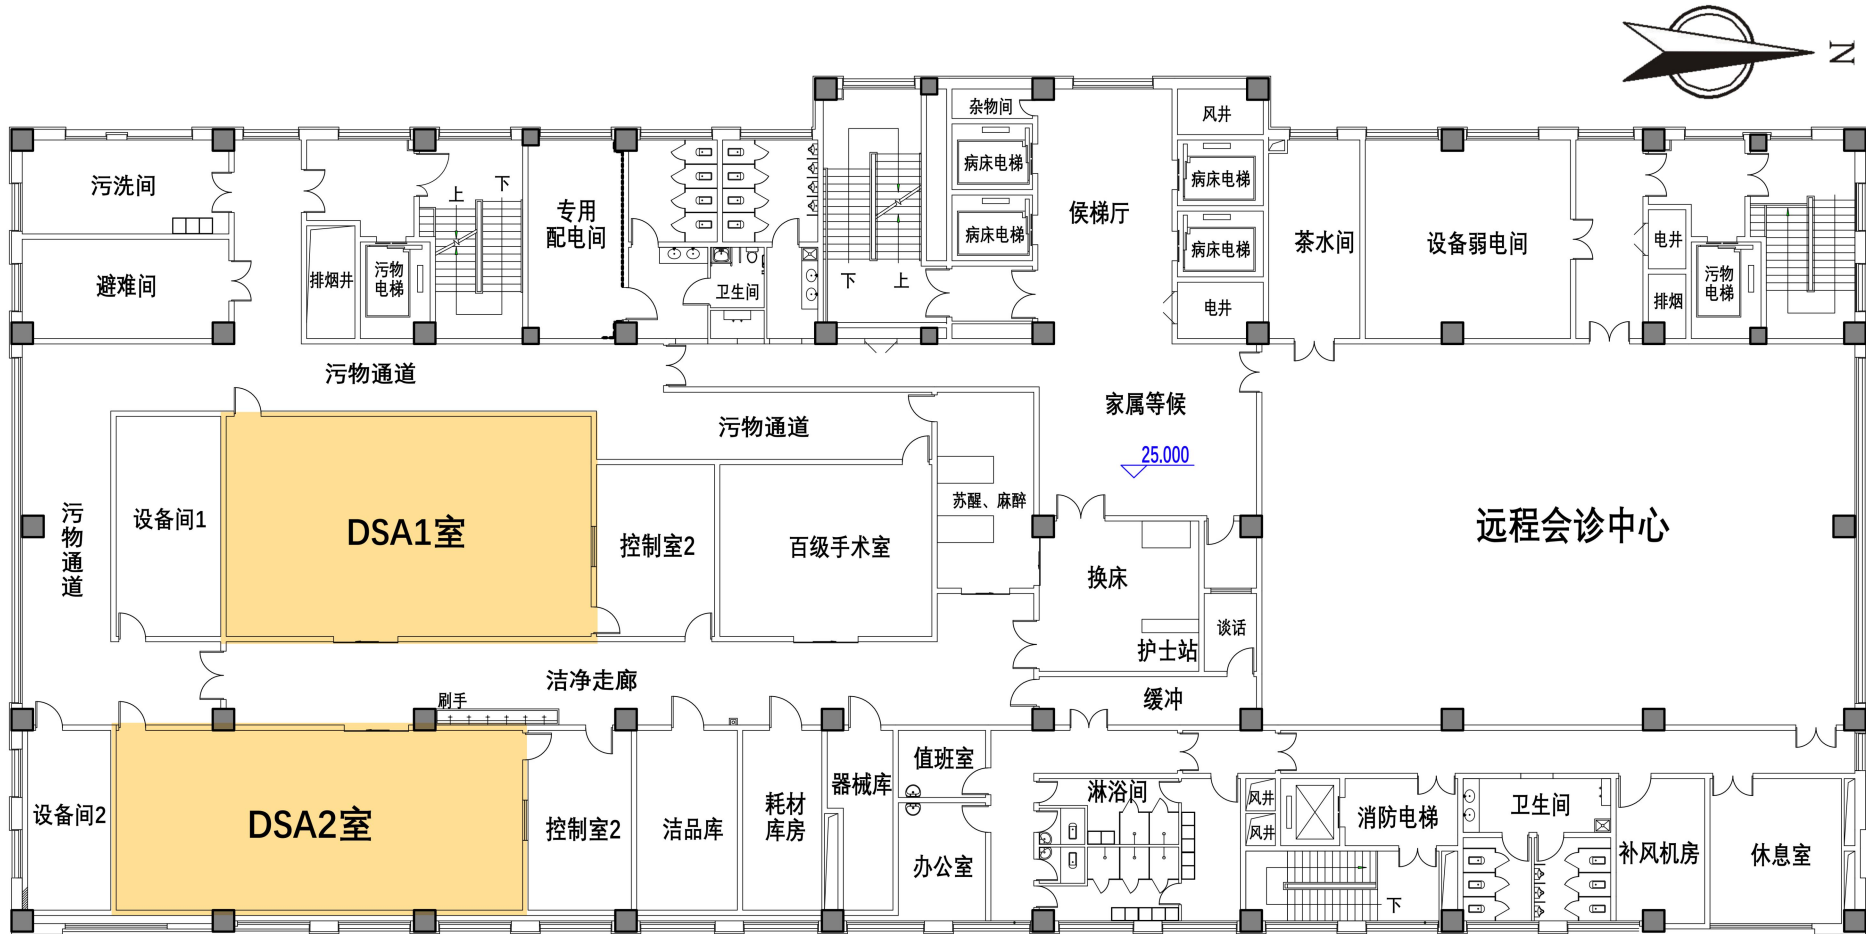 N
杂物间
风井
病床电梯
病床电梯
病床电梯
病床电梯
侯梯厅
电井
污洗间
避难间
排烟井
污物
电梯
上
下
专用
配电间
卫生间
下
上
茶水间
设备弱电间
电井
排烟
污物
电梯
污物通道
污物通道
家属等候
25.000
污物通道
设备间1
DSA1室
控制室2
百级手术室
苏醒、麻醉
换床
护士站
谈话
远程会诊中心
洁净走廊
缓冲
刷手
设备间2
DSA2室
控制室2
洁品库
耗材
库房
器械库
值班室
办公室
淋浴间
风井
风井
消防电梯
下
卫生间
补风机房
休息室